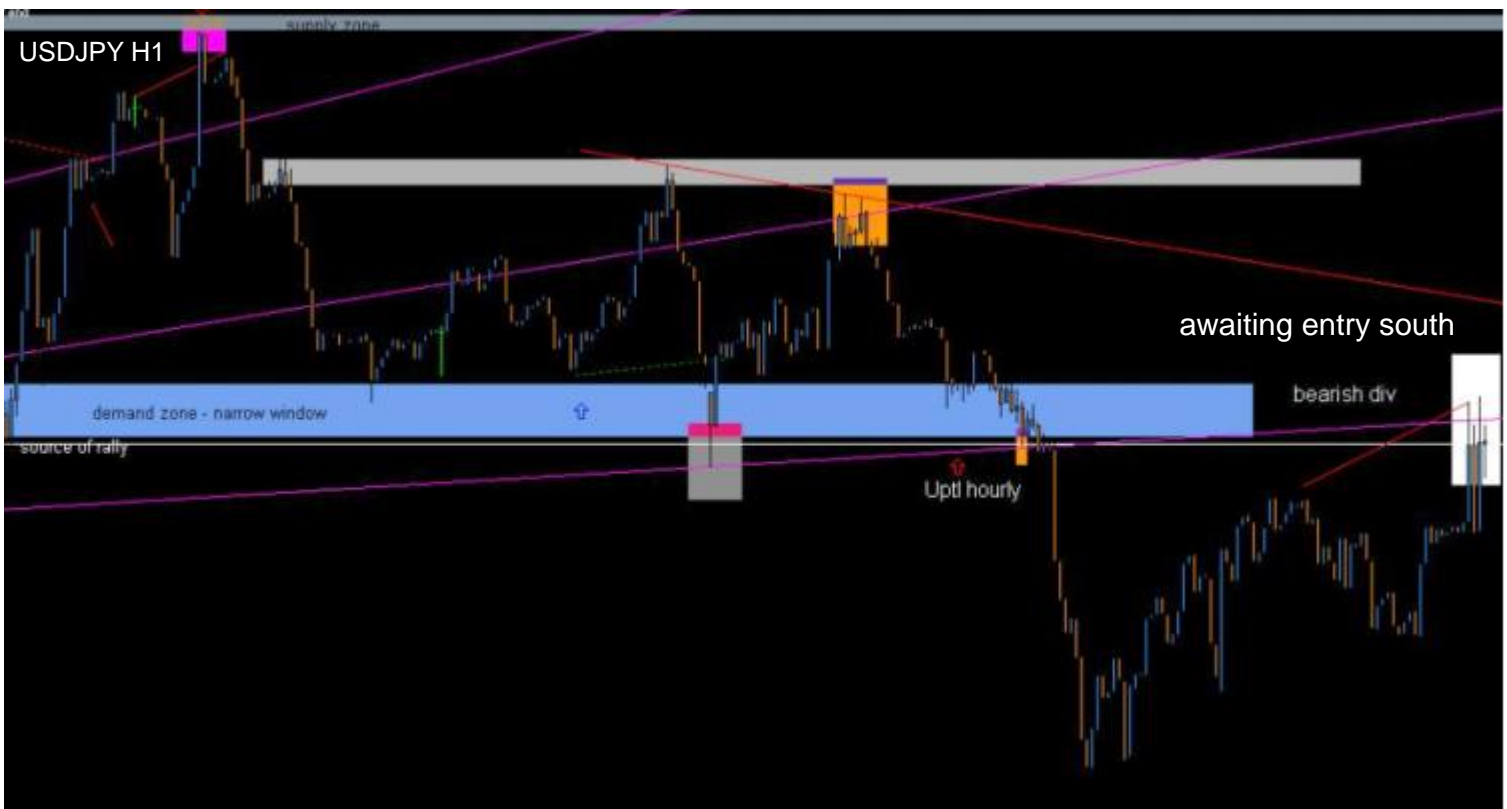 supply zone
USDJPY H1
awaiting entry south
bearish div
demand zone - narrow window
source of rally
Uptl hourly